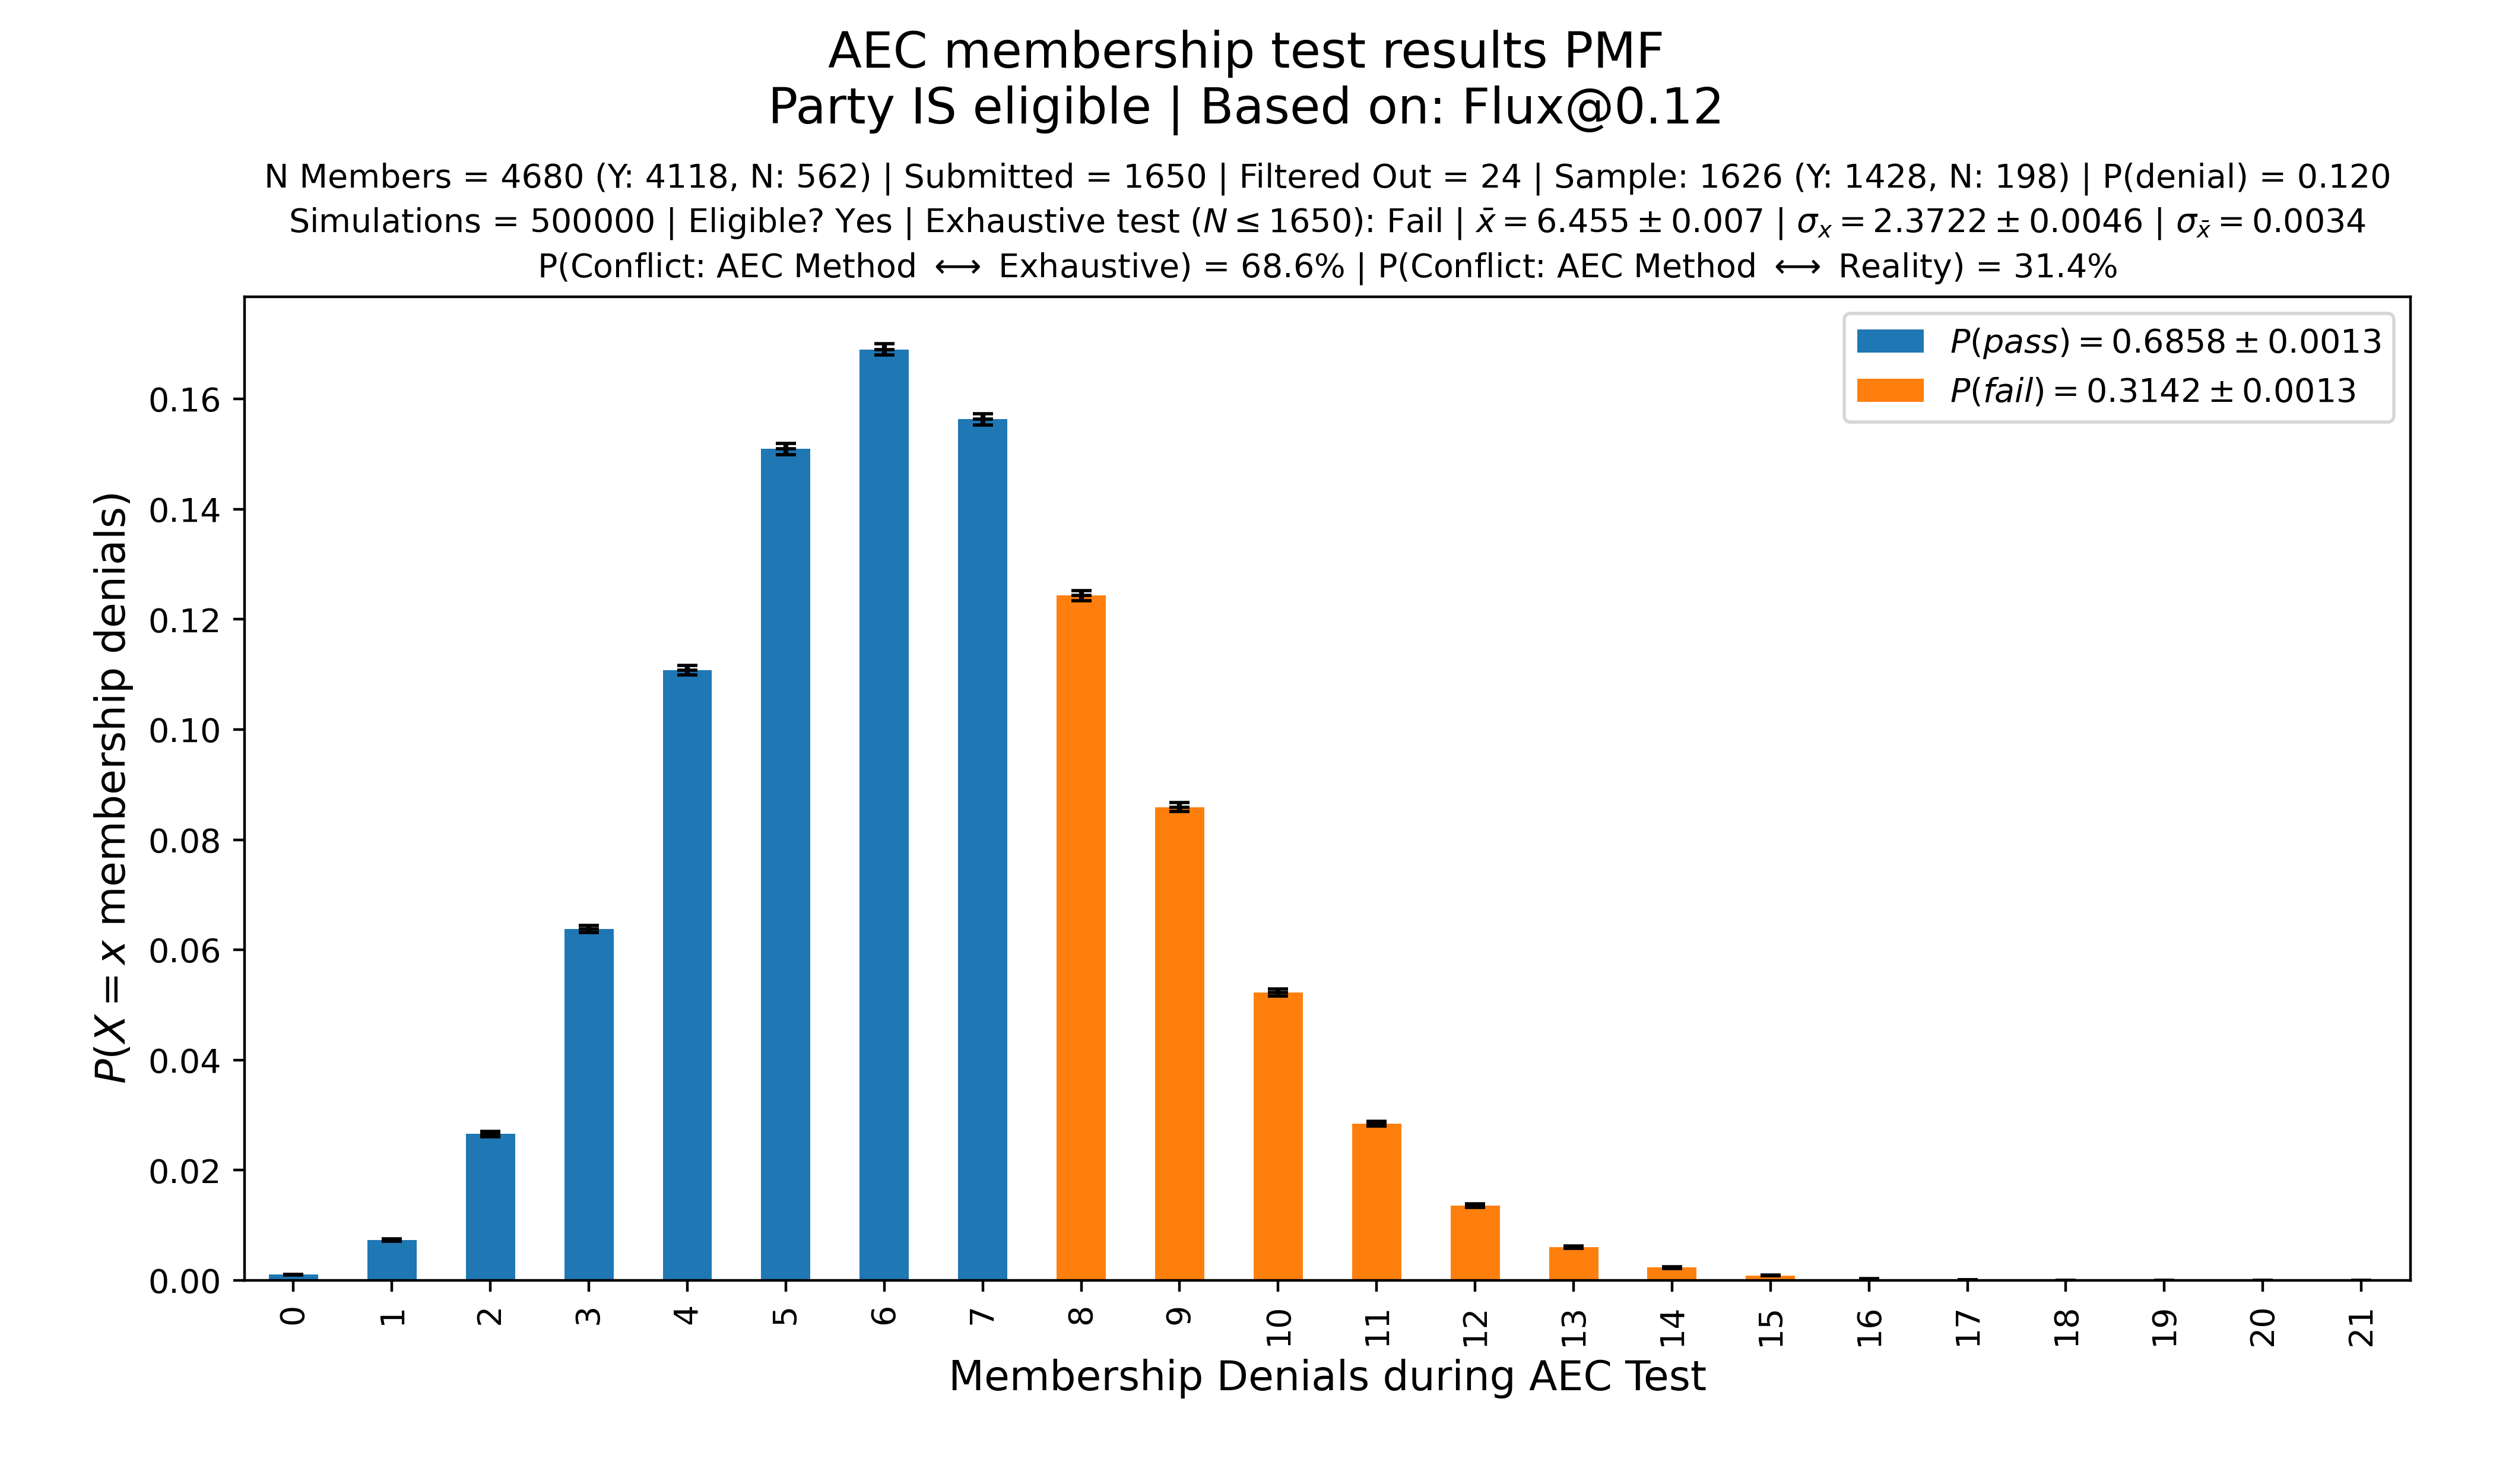 AEC membership test results PMF
Party IS eligible | Based on: Flux@0.12
N Members = 4680 (Y: 4118, N: 562) | Submitted = 1650 | Filtered Out = 24 | Sample: 1626 (Y: 1428, N: 198) | P(denial) = 0.120
Simulations = 500000 | Eligible? Yes | Exhaustive test (N ≤ 1650): Fail | x̄ = 6.455 ± 0.007 | σₓ = 2.3722 ± 0.0046 | σ_x̄ = 0.0034
P(Conflict: AEC Method ⟷ Exhaustive) = 68.6% | P(Conflict: AEC Method ⟷ Reality) = 31.4%
P(pass) = 0.6858 ± 0.0013
P(fail) = 0.3142 ± 0.0013
P(X = x membership denials)
0.16
0.14
0.12
0.10
0.08
0.06
0.04
0.02
0.00
0 1 2 3 4 5 6 7 8 9 10 11 12 13 14 15 16 17 18 19 20 21
Membership Denials during AEC Test